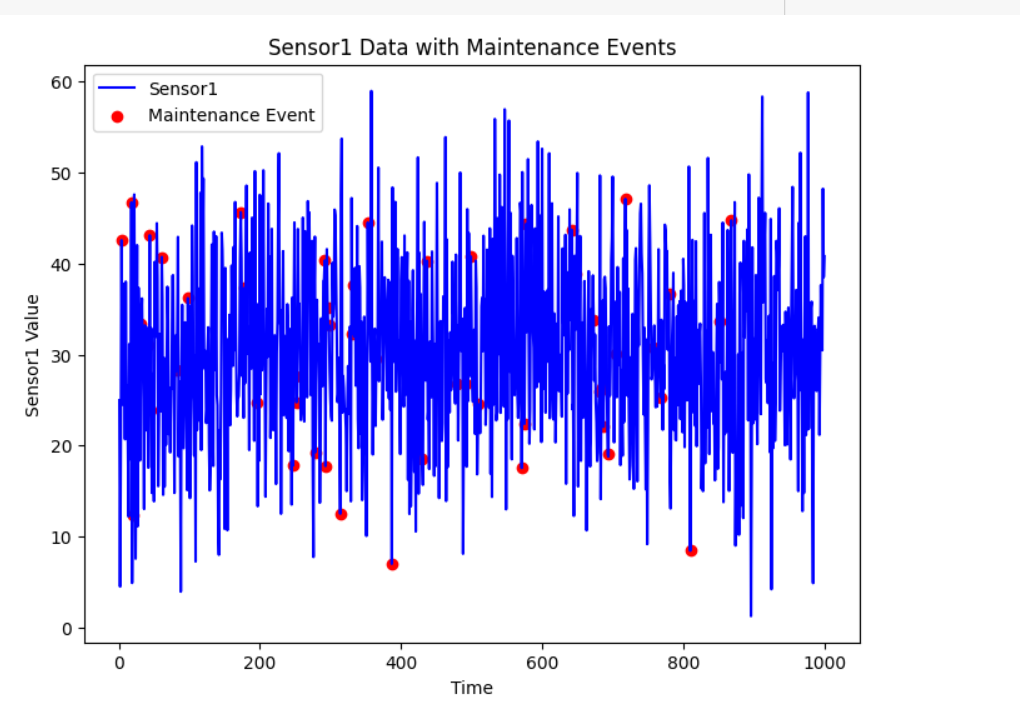 Sensor1 Data with Maintenance Events
Sensor1
Maintenance Event
60
50
40
30
20
10
0
Sensor1 Value
0 200 400 600 800 1000
Time